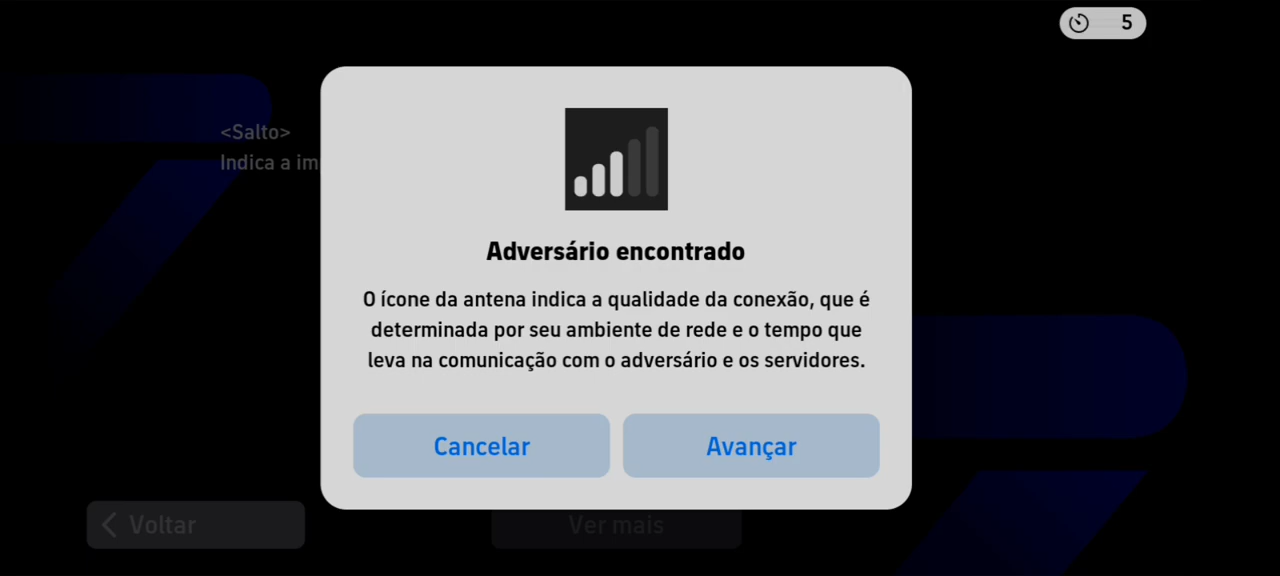 5
<Salto>
Indica a im
Adversário encontrado
O ícone da antena indica a qualidade da conexão, que é
determinada por seu ambiente de rede e o tempo que
leva na comunicação com o adversário e os servidores.
Cancelar
Avançar
Voltar
Ver mais